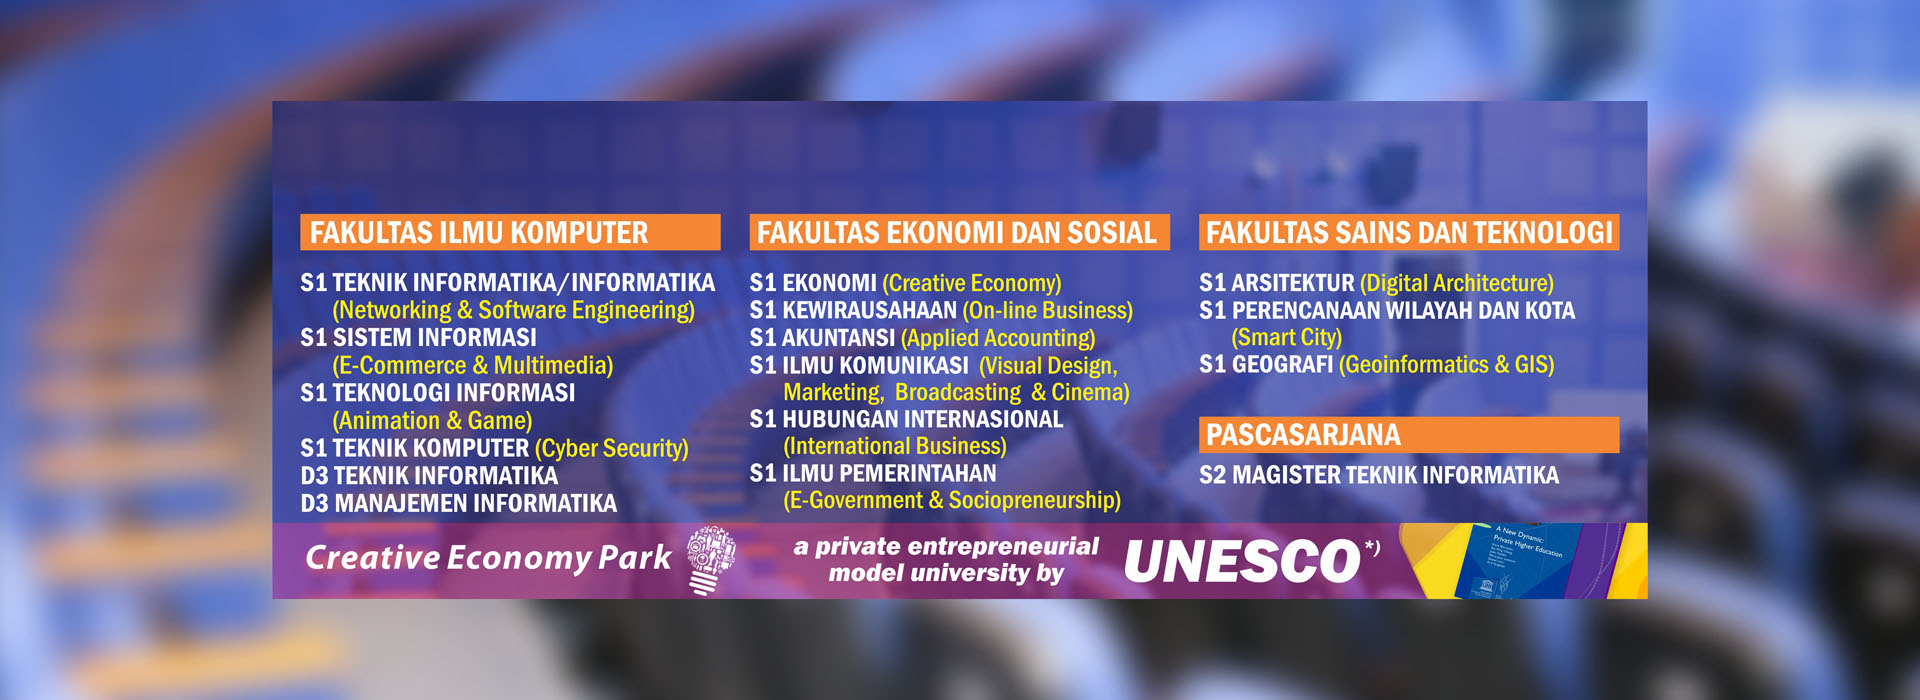 FAKULTAS ILMU KOMPUTER
S1 TEKNIK INFORMATIKA/INFORMATIKA
(Networking & Software Engineering)
S1 SISTEM INFORMASI
(E-Commerce & Multimedia)
S1 TEKNOLOGI INFORMASI
(Animation & Game)
S1 TEKNIK KOMPUTER (Cyber Security)
D3 TEKNIK INFORMATIKA
D3 MANAJEMEN INFORMATIKA
FAKULTAS EKONOMI DAN SOSIAL
S1 EKONOMI (Creative Economy)
S1 KEWIRAUSAHAAN (On-line Business)
S1 AKUNTANSI (Applied Accounting)
S1 ILMU KOMUNIKASI (Visual Design,
Marketing, Broadcasting & Cinema)
S1 HUBUNGAN INTERNASIONAL
(International Business)
S1 ILMU PEMERINTAHAN
(E-Government & Sociopreneurship)
FAKULTAS SAINS DAN TEKNOLOGI
S1 ARSITEKTUR (Digital Architecture)
S1 PERENCANAAN WILAYAH DAN KOTA
(Smart City)
S1 GEOGRAFI (Geoinformatics & GIS)
PASCASARJANA
S2 MAGISTER TEKNIK INFORMATIKA
Creative Economy Park
a private entrepreneurial
model university by
UNESCO*)
A New Dynamic:
Private Higher Education